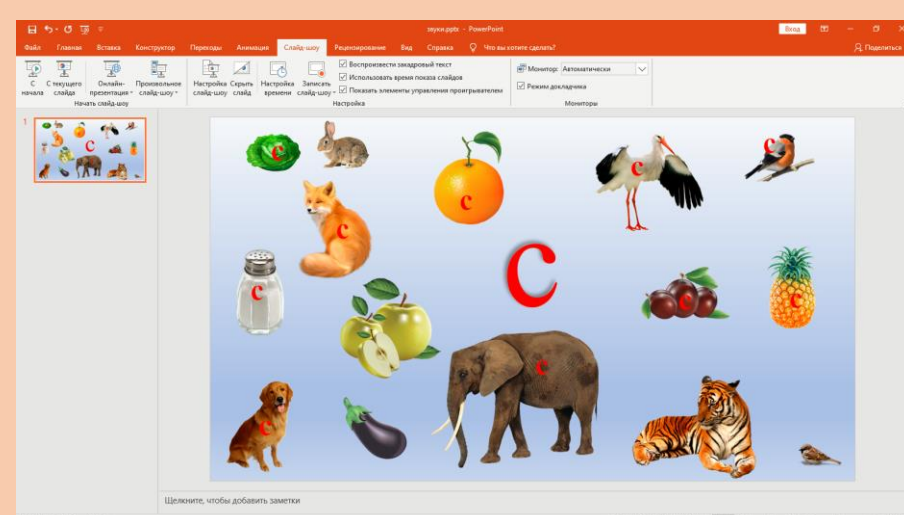 звуки.pptx - PowerPoint
Вход
Файл Главная Вставка Конструктор Переходы Анимация Слайд-шоу Рецензирование Вид Справка Что вы хотите сделать? Поделиться
С начала
С текущего слайда
Онлайн-презентация
Произвольное слайд-шоу
Начать слайд-шоу
Настройка слайд-шоу
Скрыть слайд
Настройка времени
Записать слайд-шоу
Воспроизвести закадровый текст
Использовать время показа слайдов
Показать элементы управления проигрывателем
Настройка
Монитор: Автоматически
Режим докладчика
Мониторы
1
с
с
с
с
с
С
с
с
с
с
с
Щелкните, чтобы добавить заметки